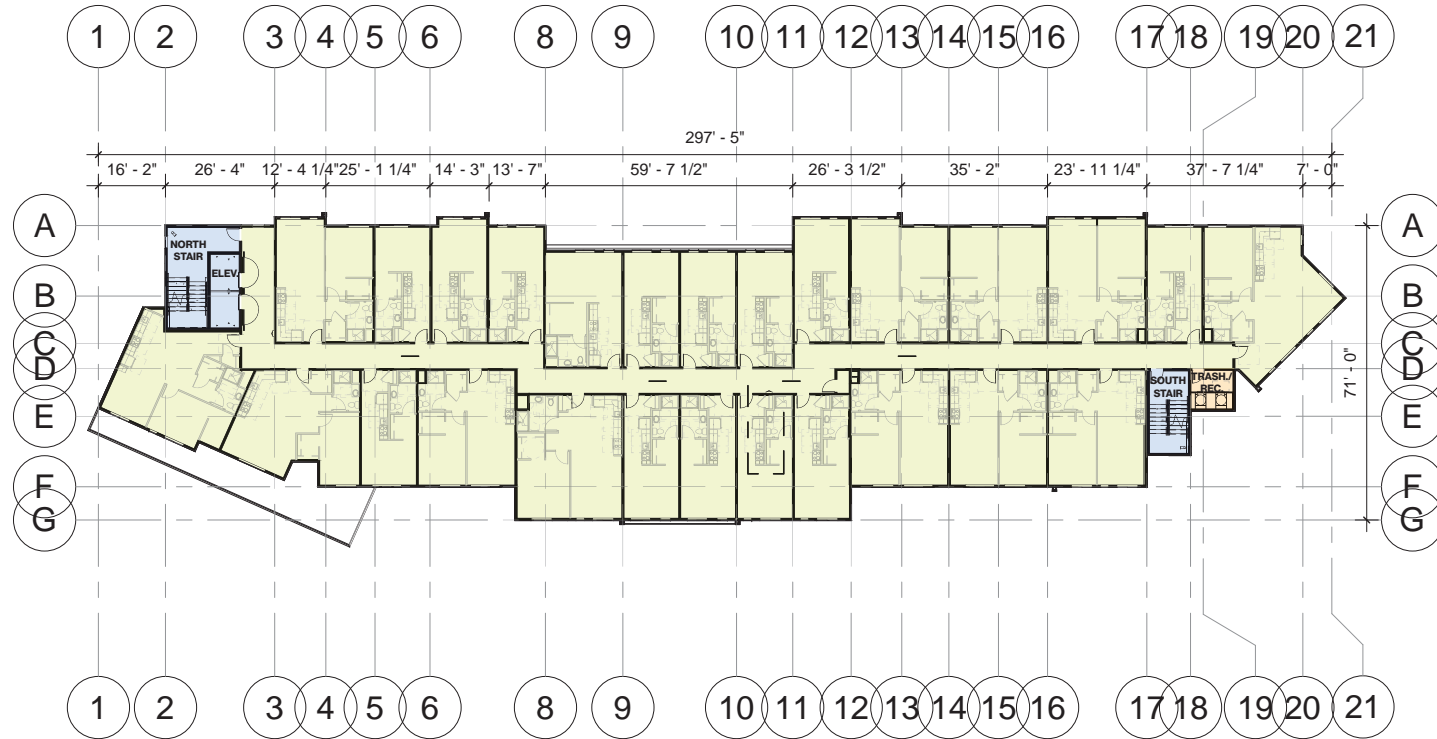 1 2 3 4 5 6 8 9 10 11 12 13 14 15 16 17 18 19 20 21
297' - 5"
16' - 2" 26' - 4" 12' - 4 1/4" 25' - 1 1/4" 14' - 3" 13' - 7" 59' - 7 1/2" 26' - 3 1/2" 35' - 2" 23' - 11 1/4" 37' - 7 1/4" 7' - 0"
A A
NORTH
STAIR
ELEV.
B B
C C
D D
SOUTH
STAIR
TRASH./
REC.
71' - 0"
E E
F F
G G
1 2 3 4 5 6 8 9 10 11 12 13 14 15 16 17 18 19 20 21